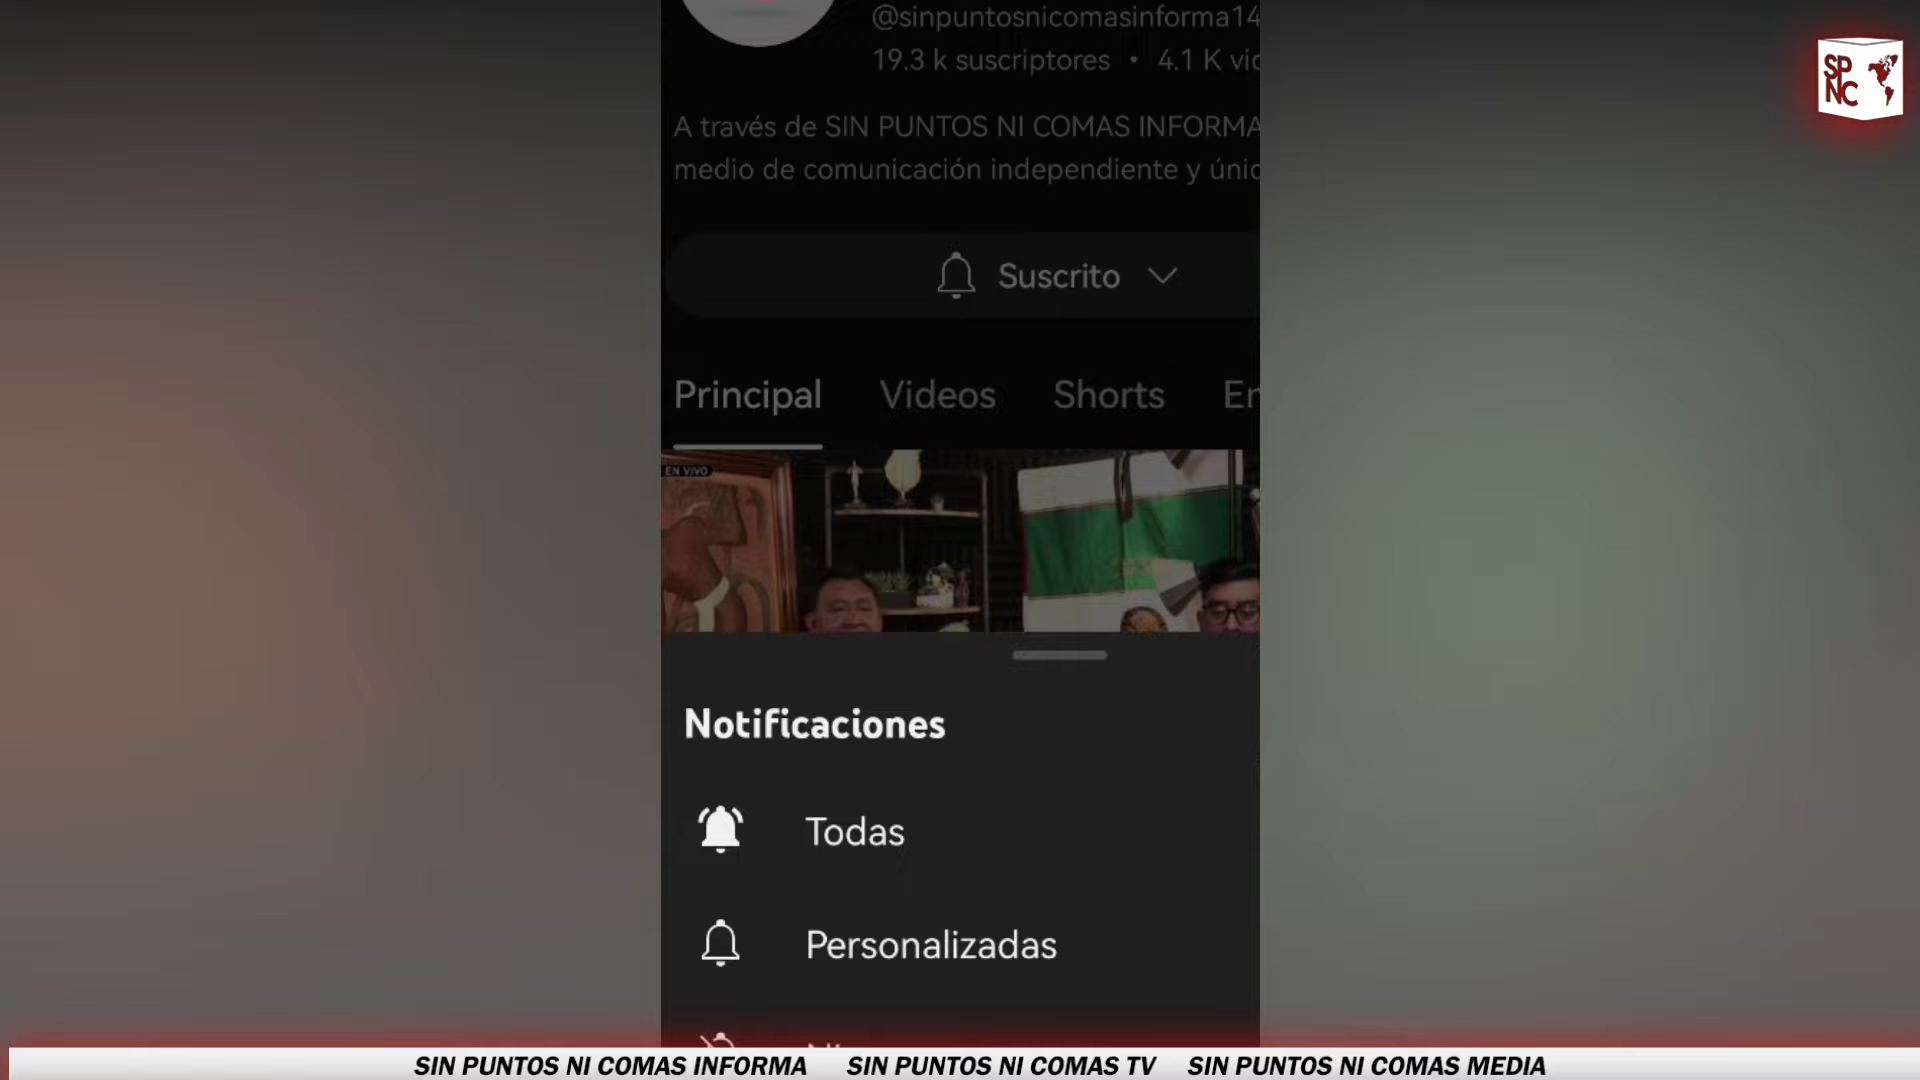 @sinpuntosnicomasinforma14
19.3 k suscriptores • 4.1 K vid
A través de SIN PUNTOS NI COMAS INFORMA
medio de comunicación independiente y únic
Suscrito
Principal Videos Shorts En
EN VIVO
Notificaciones
Todas
Personalizadas
SP
NC
SIN PUNTOS NI COMAS INFORMA SIN PUNTOS NI COMAS TV SIN PUNTOS NI COMAS MEDIA